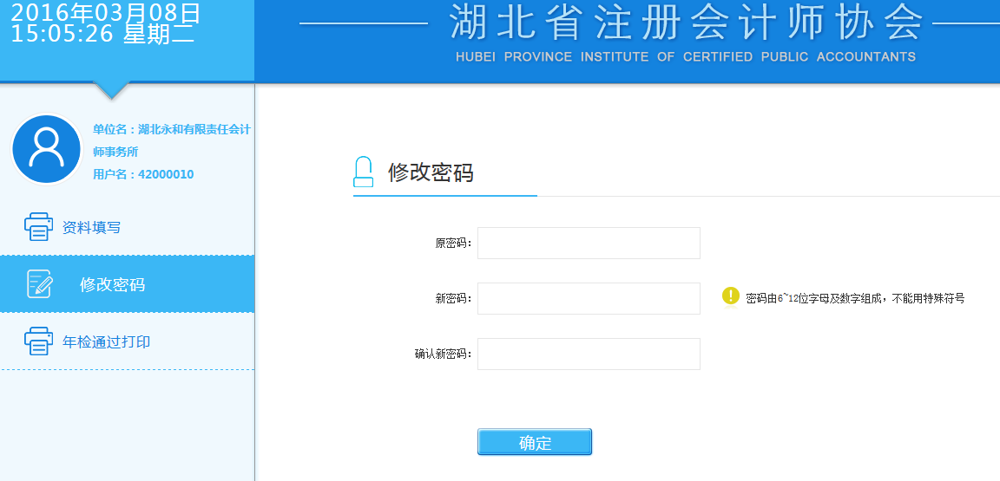 2016年03月08日
15:05:26 星期二
湖北省注册会计师协会
HUBEI PROVINCE INSTITUTE OF CERTIFIED PUBLIC ACCOUNTANTS
单位名：湖北永和有限责任会计
师事务所
用户名：42000010
资料填写
修改密码
年检通过打印
修改密码
原密码：
新密码：
密码由6~12位字母及数字组成，不能用特殊符号
确认新密码：
确定